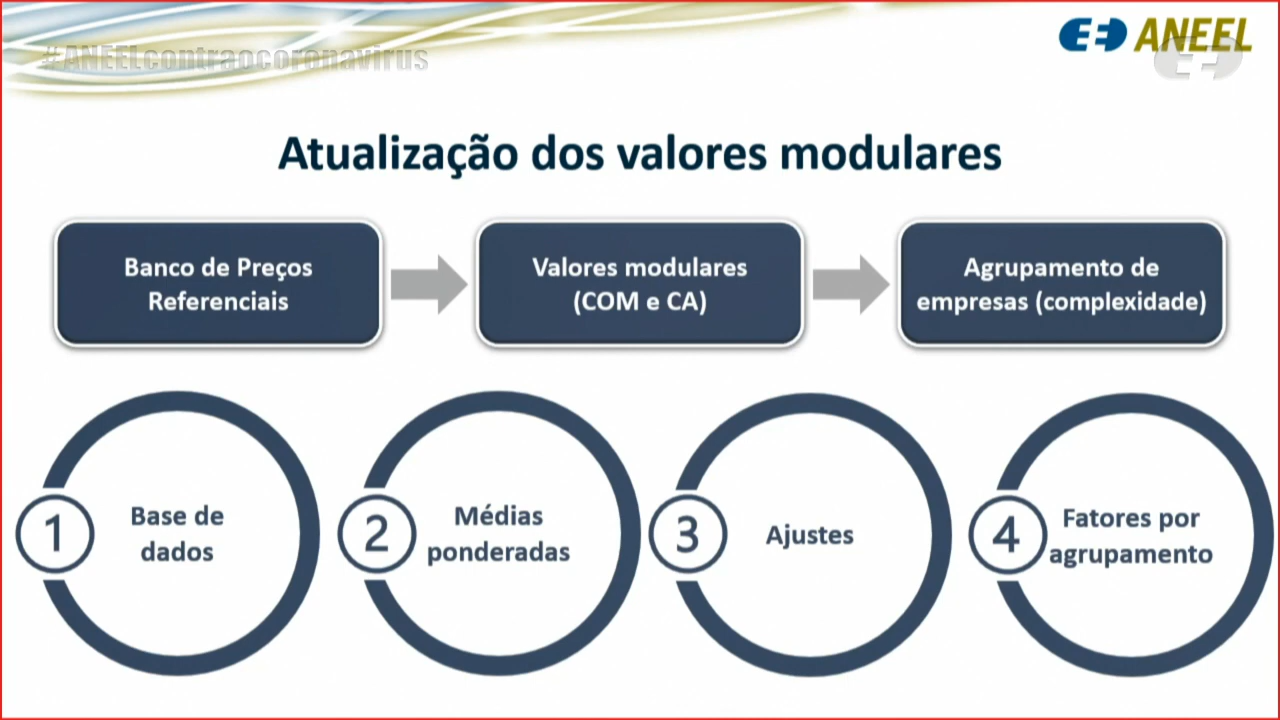 #ANEELcontraocoronavirus
ANEEL
Atualização dos valores modulares
Banco de Preços
Referenciais
Valores modulares
(COM e CA)
Agrupamento de
empresas (complexidade)
1
Base de
dados
2
Médias
ponderadas
3
Ajustes
4
Fatores por
agrupamento